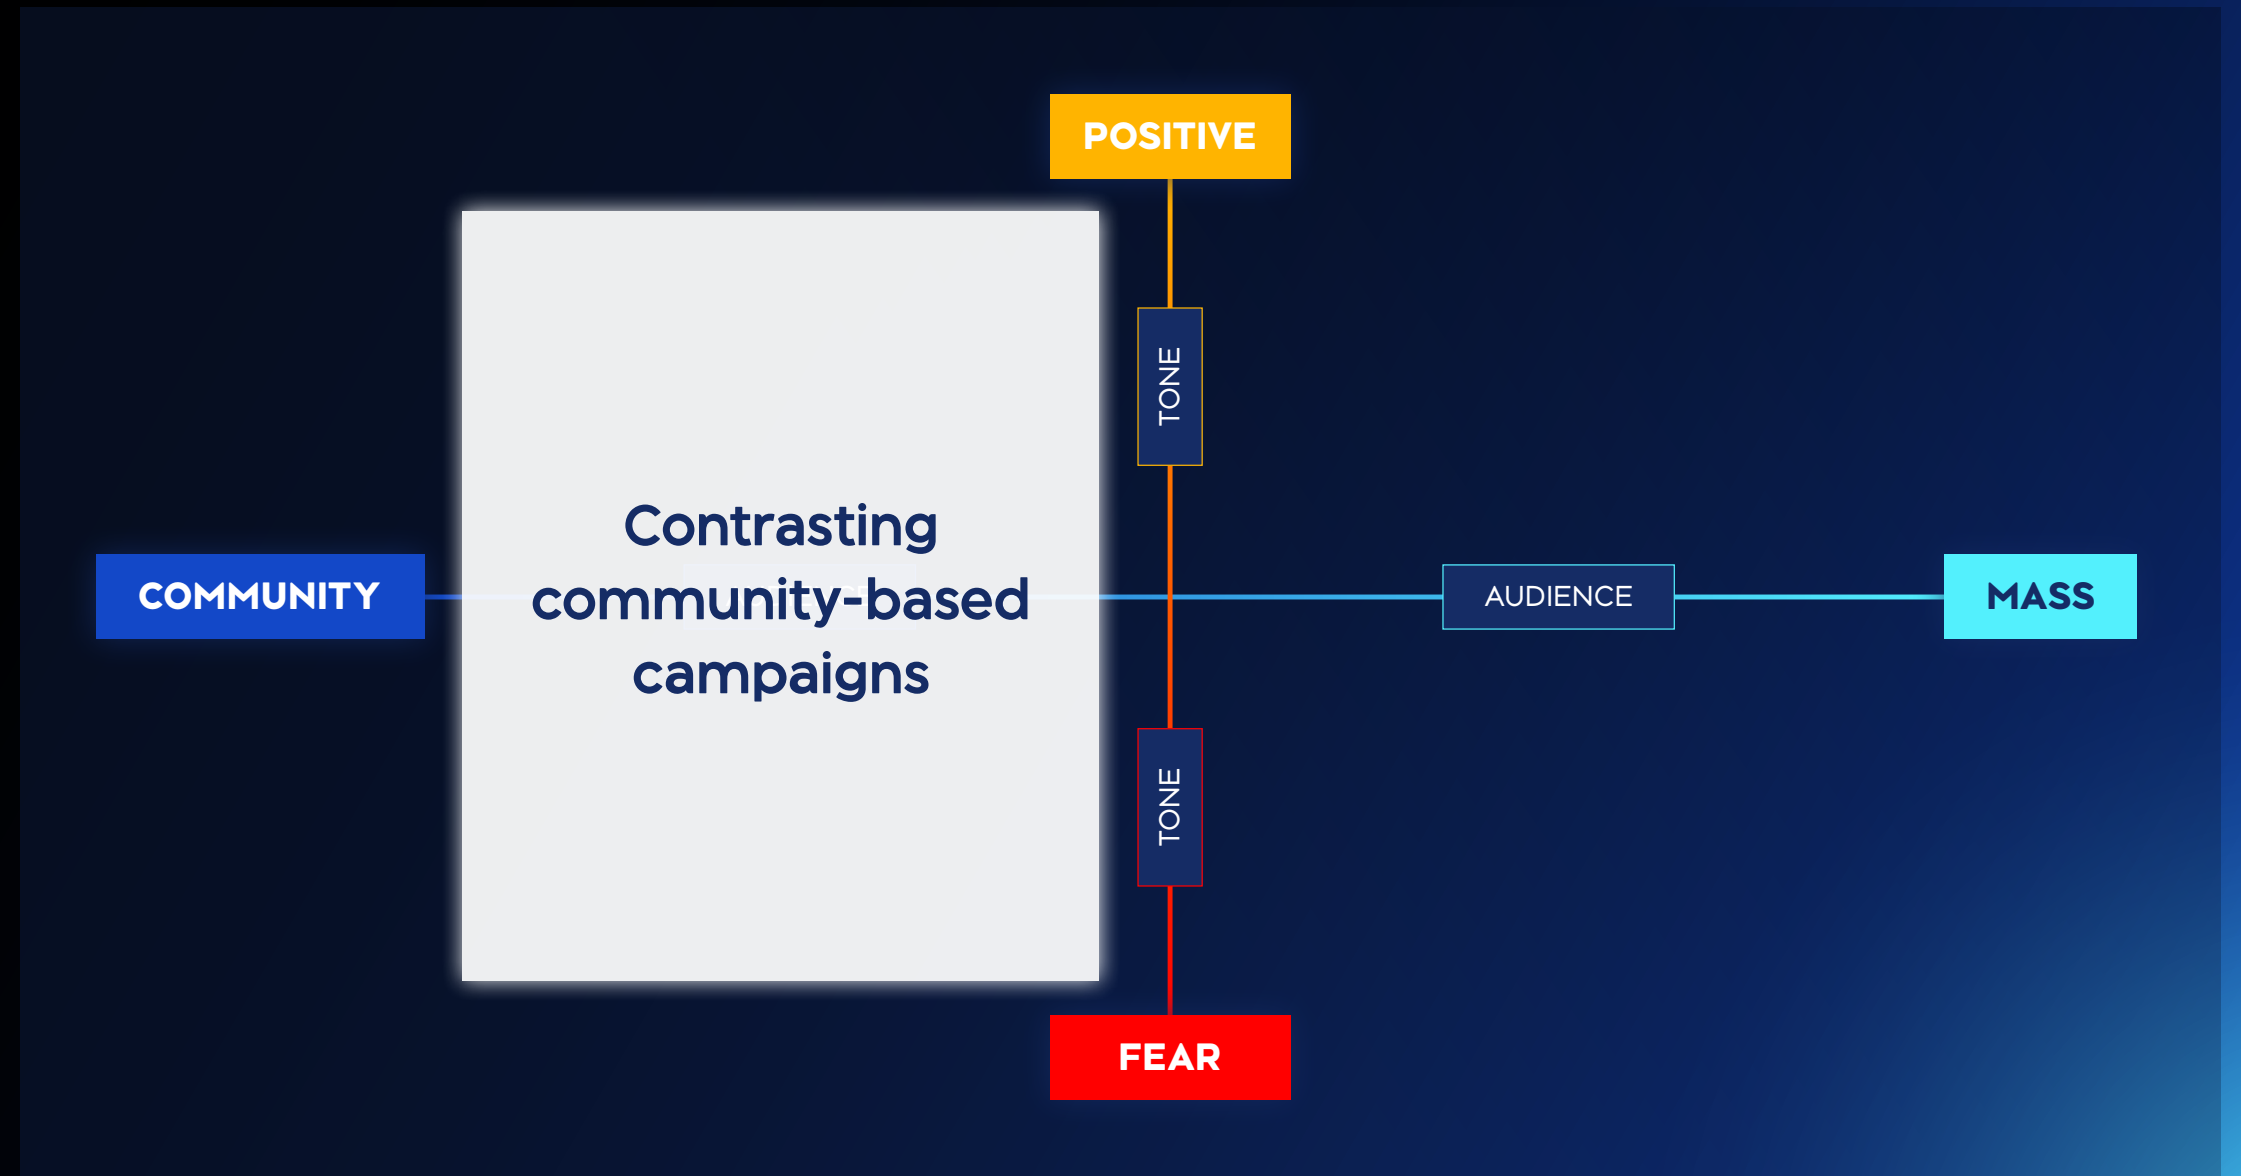 POSITIVE
TONE
Contrasting
community-based
campaigns
COMMUNITY
AUDIENCE
MASS
TONE
FEAR